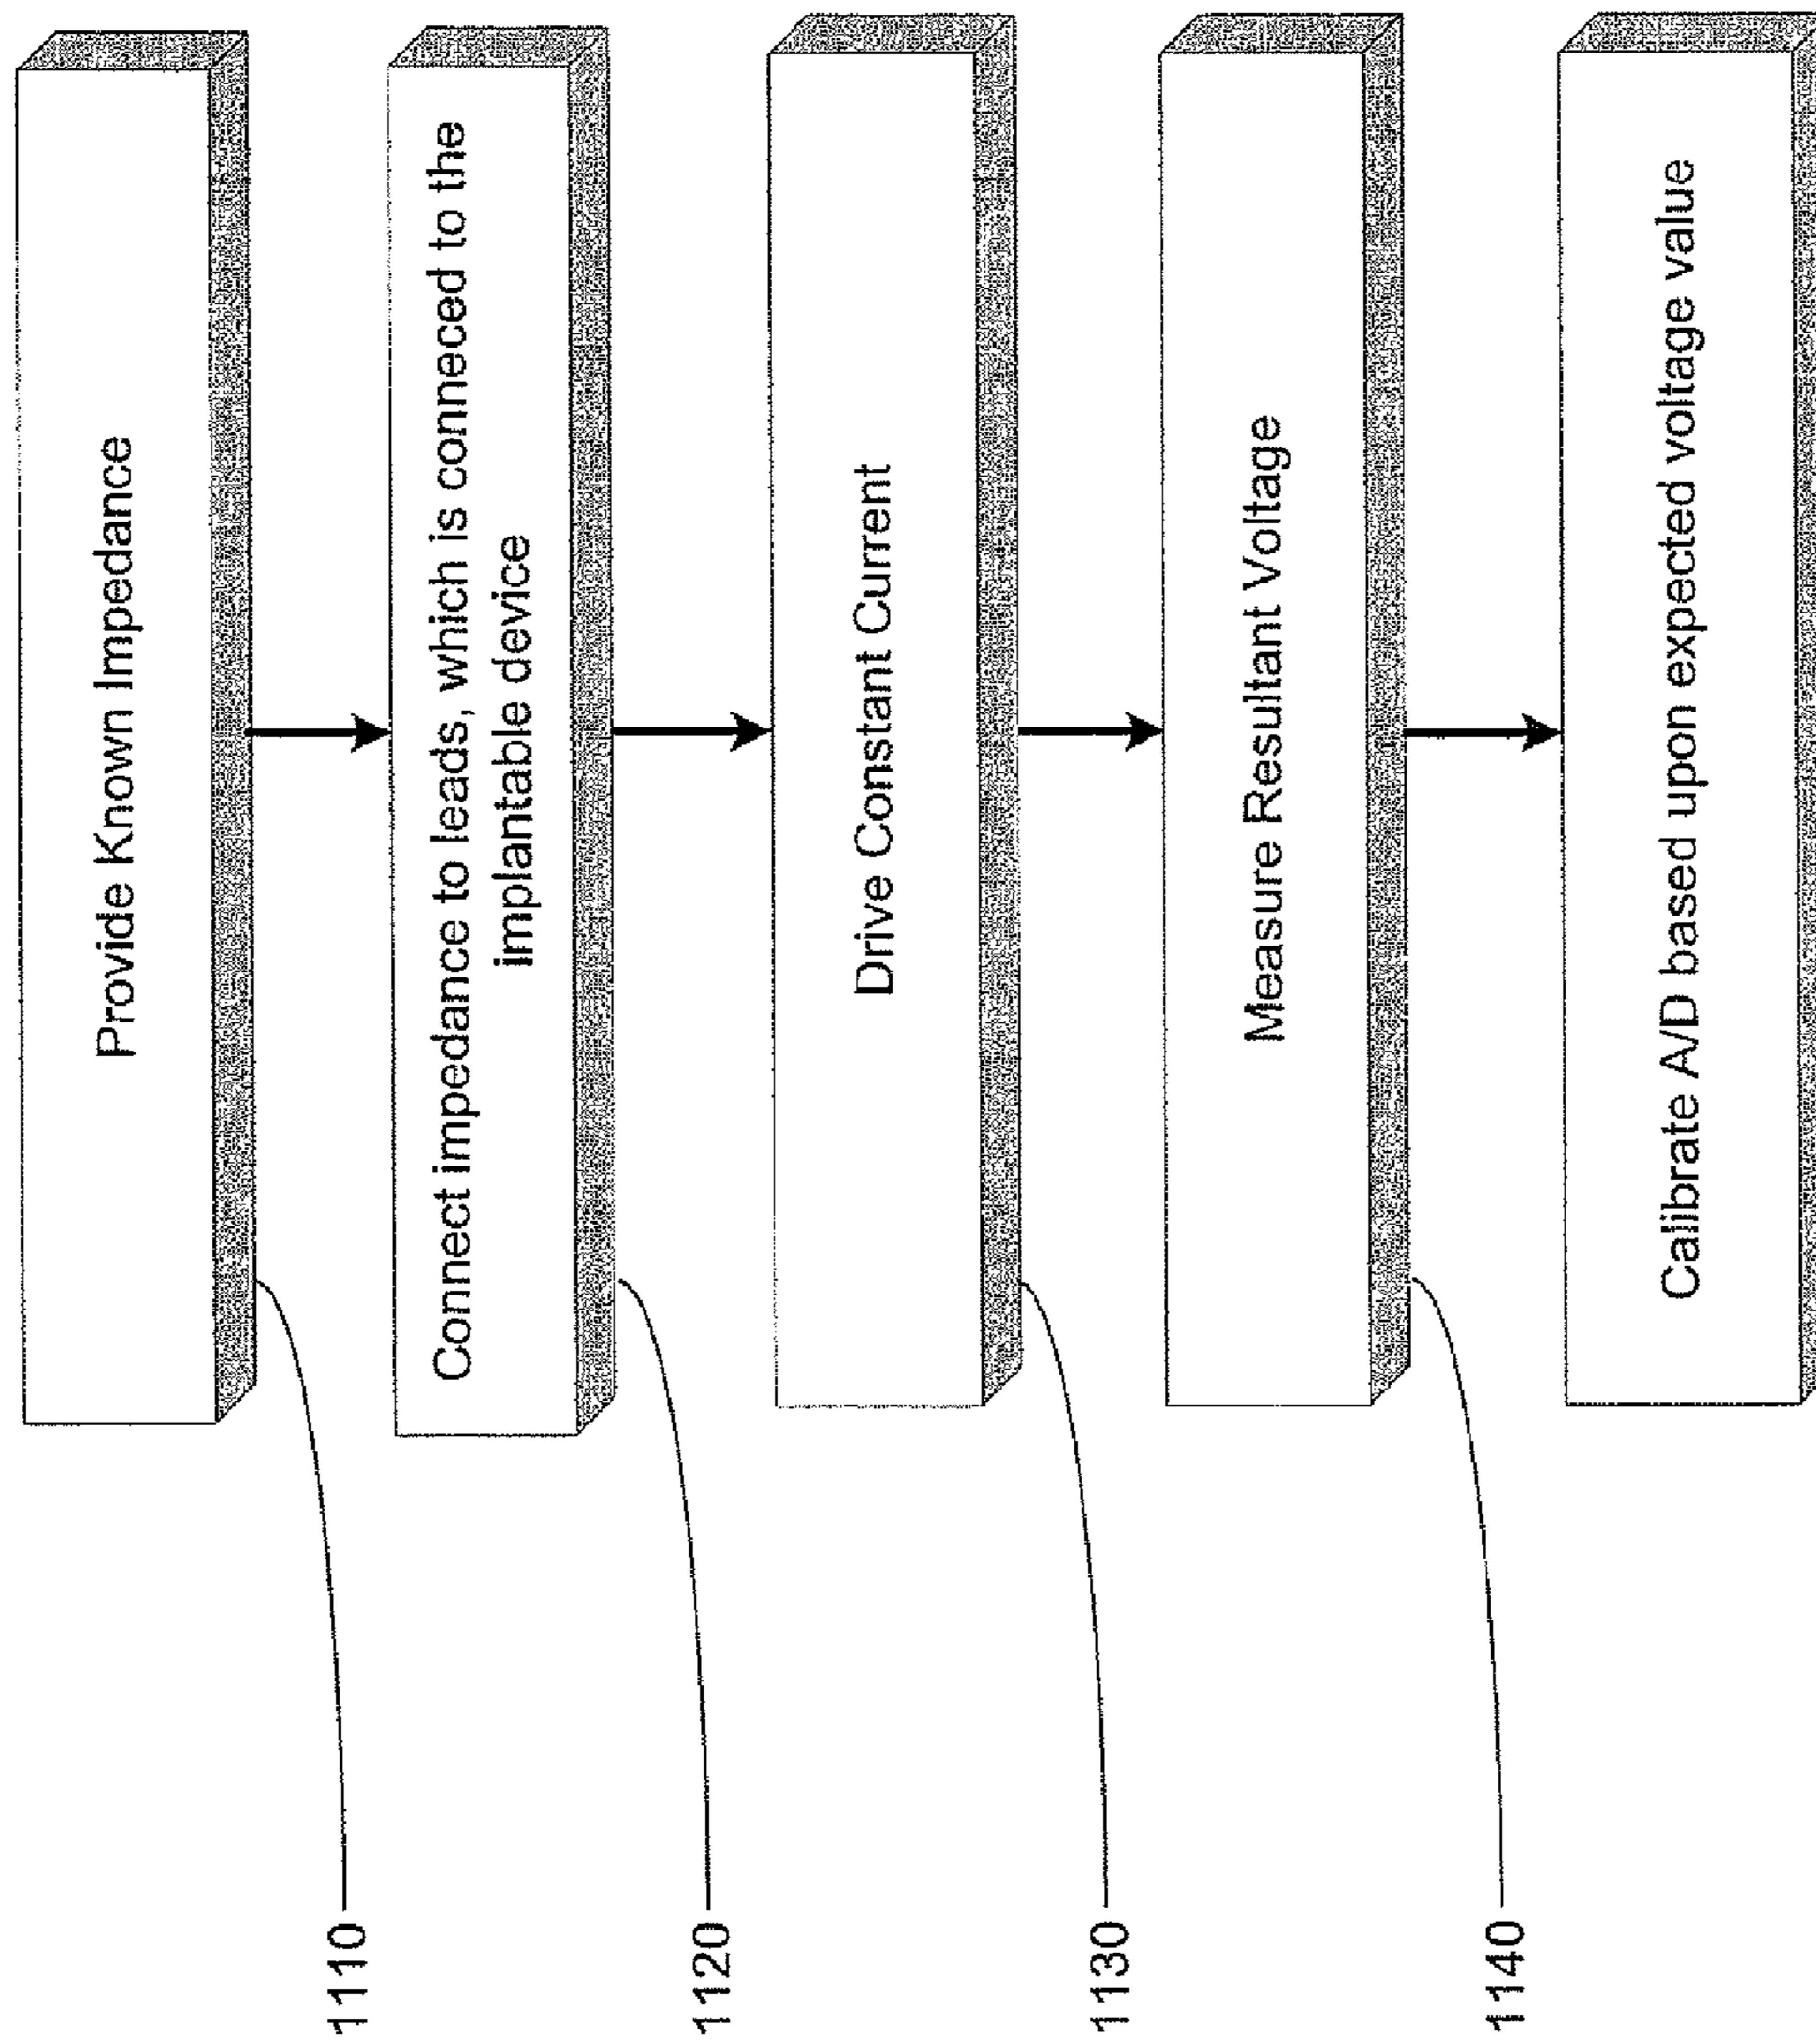 Provide Known Impedance
1110
Connect impedance to leads, which is conneced to the
implantable device
1120
Drive Constant Current
1130
Measure Resultant Voltage
1140
Calibrate A/D based upon expected voltage value